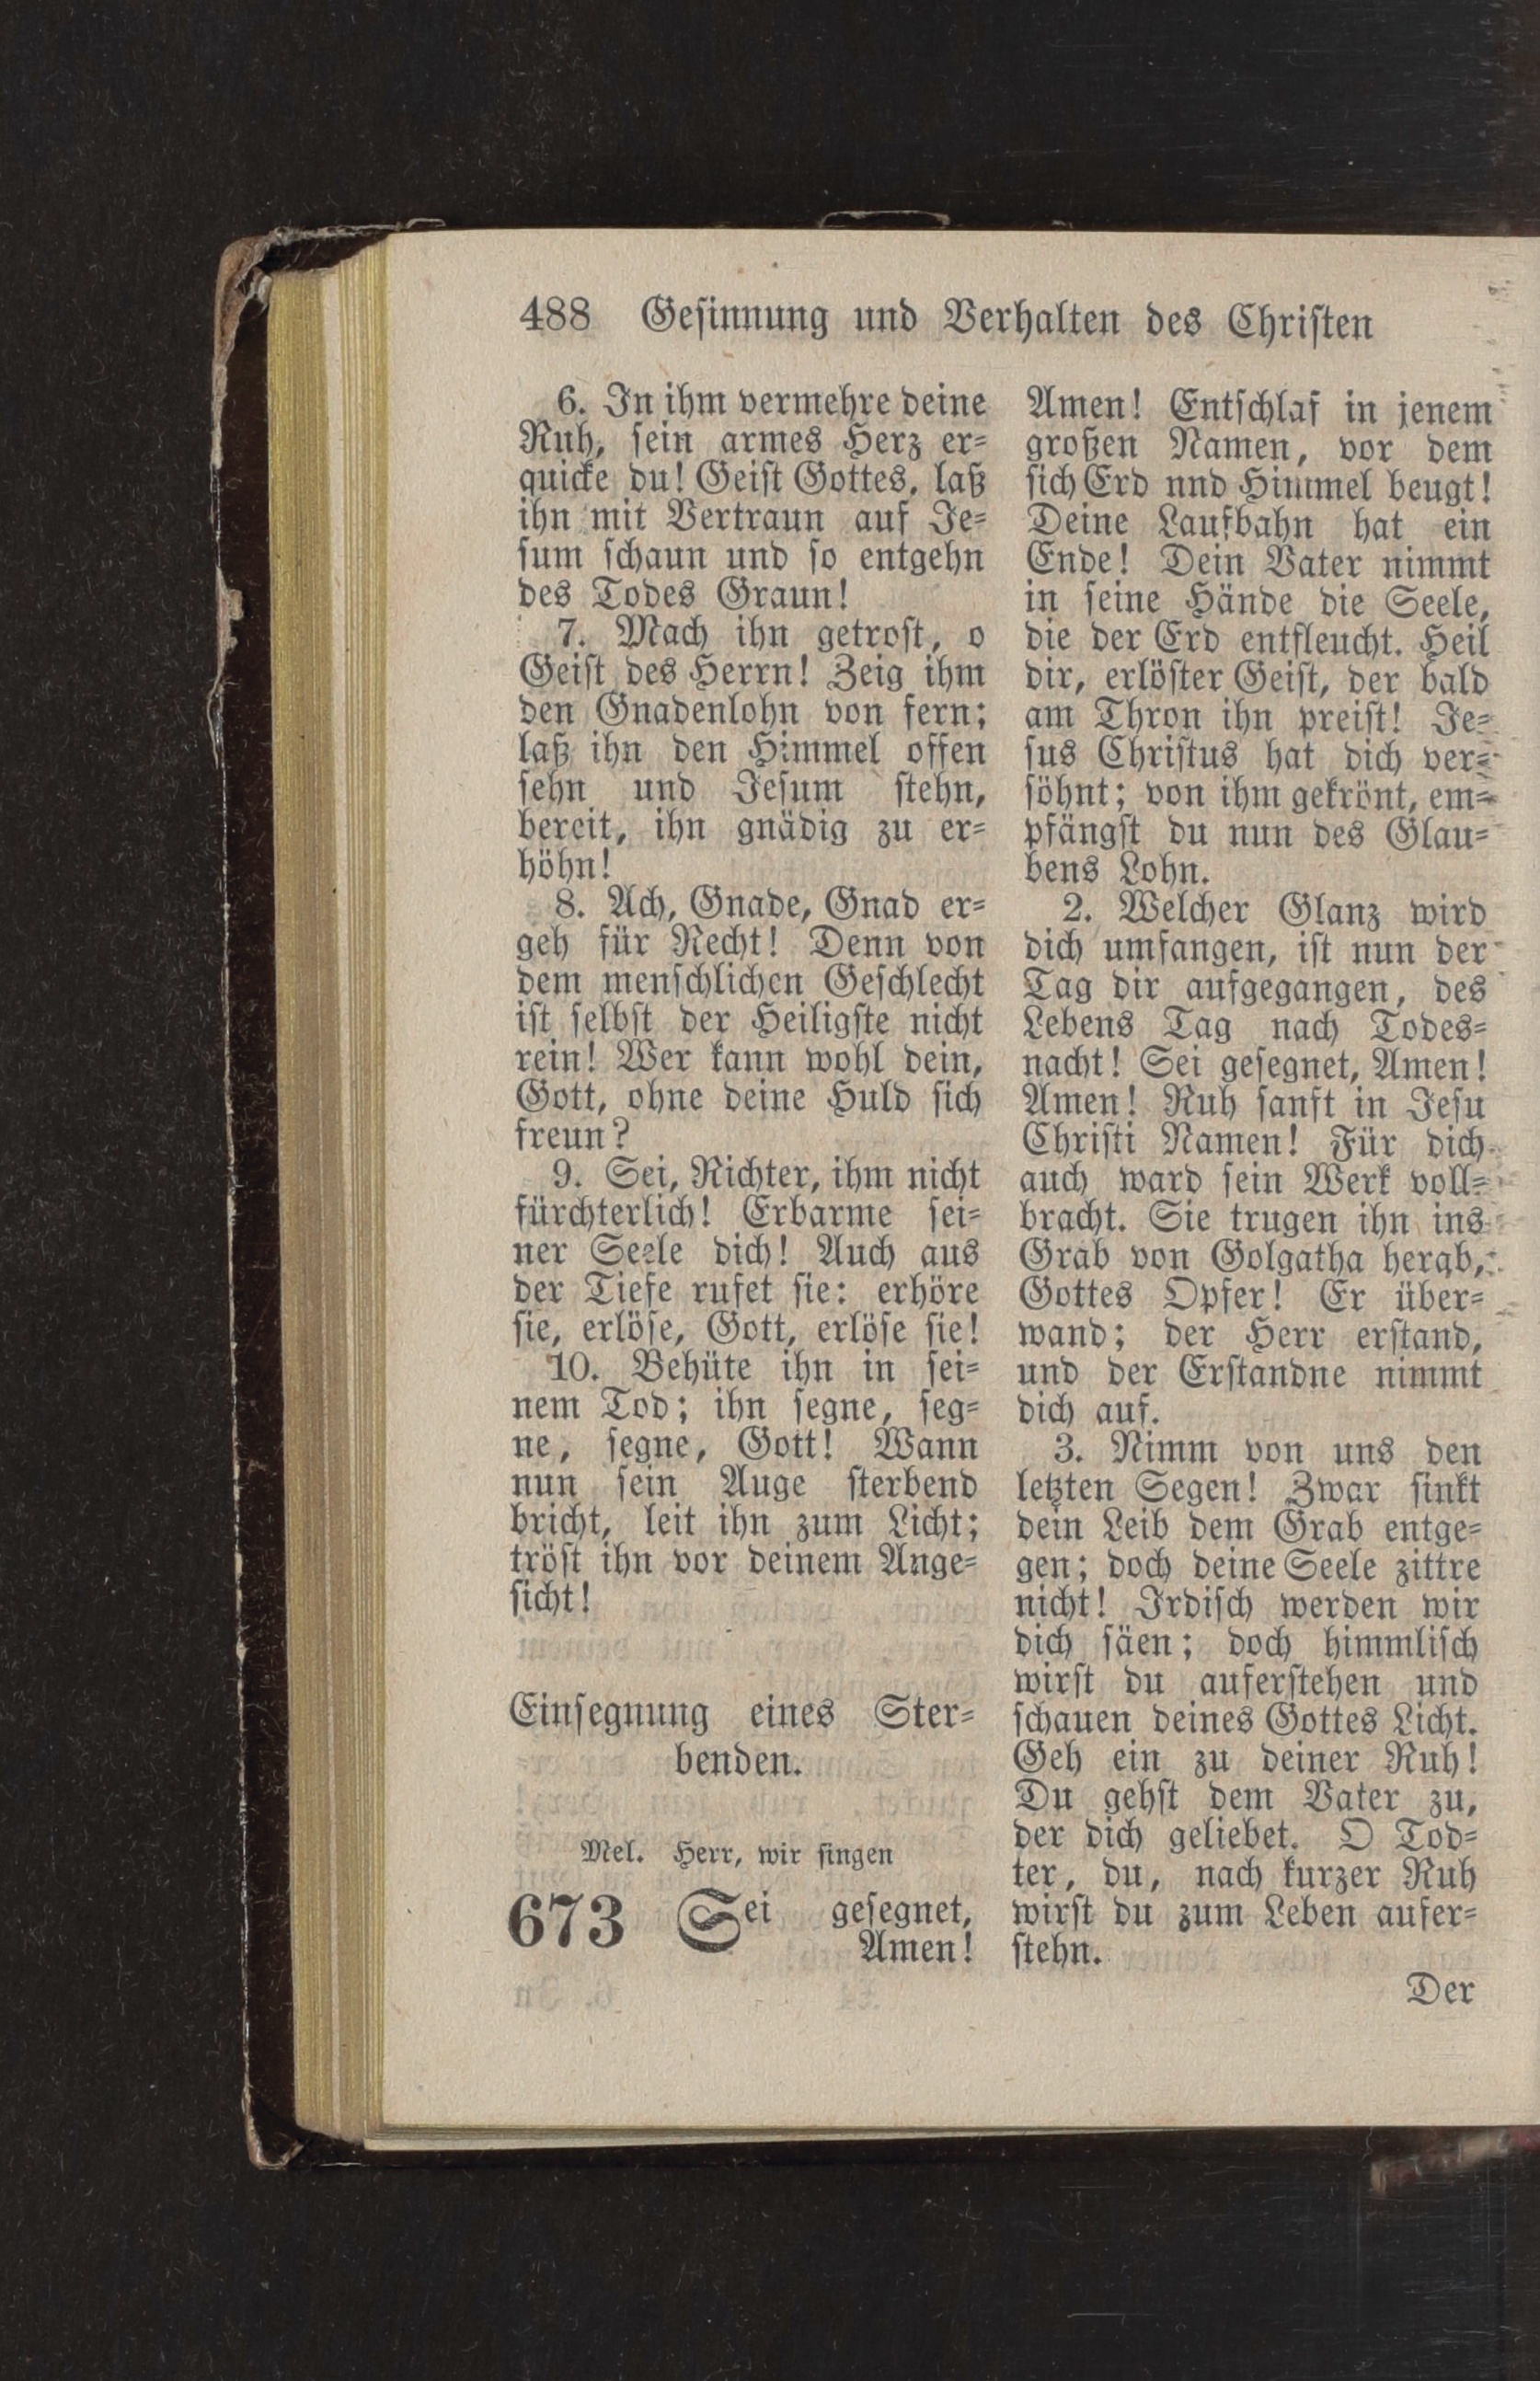 488 Gesinnung und Verhalten des Christen
6. In ihm vermehre deine
Ruh, sein armes Herz er-
quicke du! Geist Gottes, laß
ihn mit Vertraun auf Je-
sum schaun und so entgehn
des Todes Graun!
7. Mach ihn getrost, o
Geist des Herrn! Zeig ihm
den Gnadenlohn von fern;
laß ihn den Himmel offen
sehn und Jesum stehn,
bereit, ihn gnädig zu er-
höhn!
8. Ach, Gnade, Gnad er-
geh für Recht! Denn von
dem menschlichen Geschlecht
ist selbst der Heiligste nicht
rein! Wer kann wohl dein,
Gott, ohne deine Huld sich
freun?
9. Sei, Richter, ihm nicht
fürchterlich! Erbarme sei-
ner Seele dich! Auch aus
der Tiefe rufet sie: erhöre
sie, erlöse, Gott, erlöse sie!
10. Behüte ihn in sei-
nem Tod; ihn segne, seg-
ne, segne, Gott! Wann
nun sein Auge sterbend
bricht, leit ihn zum Licht;
tröst ihn vor deinem Ange-
sicht!
Einsegnung eines Ster-
benden.
Mel. Herr, wir singen
673 Sei gesegnet,
Amen!
Amen! Entschlaf in jenem
großen Namen, vor dem
sich Erd nnd Himmel beugt!
Deine Laufbahn hat ein
Ende! Dein Vater nimmt
in seine Hände die Seele,
die der Erd entfleucht. Heil
dir, erlöster Geist, der bald
am Thron ihn preist! Je-
sus Christus hat dich ver-
söhnt; von ihm gekrönt, em-
pfängst du nun des Glau-
bens Lohn.
2. Welcher Glanz wird
dich umfangen, ist nun der
Tag dir aufgegangen, des
Lebens Tag nach Todes-
nacht! Sei gesegnet, Amen!
Amen! Ruh sanft in Jesu
Christi Namen! Für dich
auch ward sein Werk voll-
bracht. Sie trugen ihn ins
Grab von Golgatha herab,
Gottes Opfer! Er über-
wand; der Herr erstand,
und der Erstandne nimmt
dich auf.
3. Nimm von uns den
letzten Segen! Zwar sinkt
dein Leib dem Grab entge-
gen; doch deine Seele zittre
nicht! Irdisch werden wir
dich säen; doch himmlisch
wirst du auferstehen und
schauen deines Gottes Licht.
Geh ein zu deiner Ruh!
Du gehst dem Vater zu,
der dich geliebet. O Tod-
ter, du, nach kurzer Ruh
wirst du zum Leben aufer-
stehn.
Der